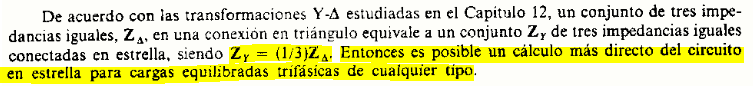 De acuerdo con las transformaciones Y-Δ estudiadas en el Capítulo 12, un conjunto de tres impe-
dancias iguales, Z_Δ, en una conexión en triángulo equivale a un conjunto Z_Y de tres impedancias iguales
conectadas en estrella, siendo Z_Y = (1/3)Z_Δ. Entonces es posible un cálculo más directo del circuito
en estrella para cargas equilibradas trifásicas de cualquier tipo.